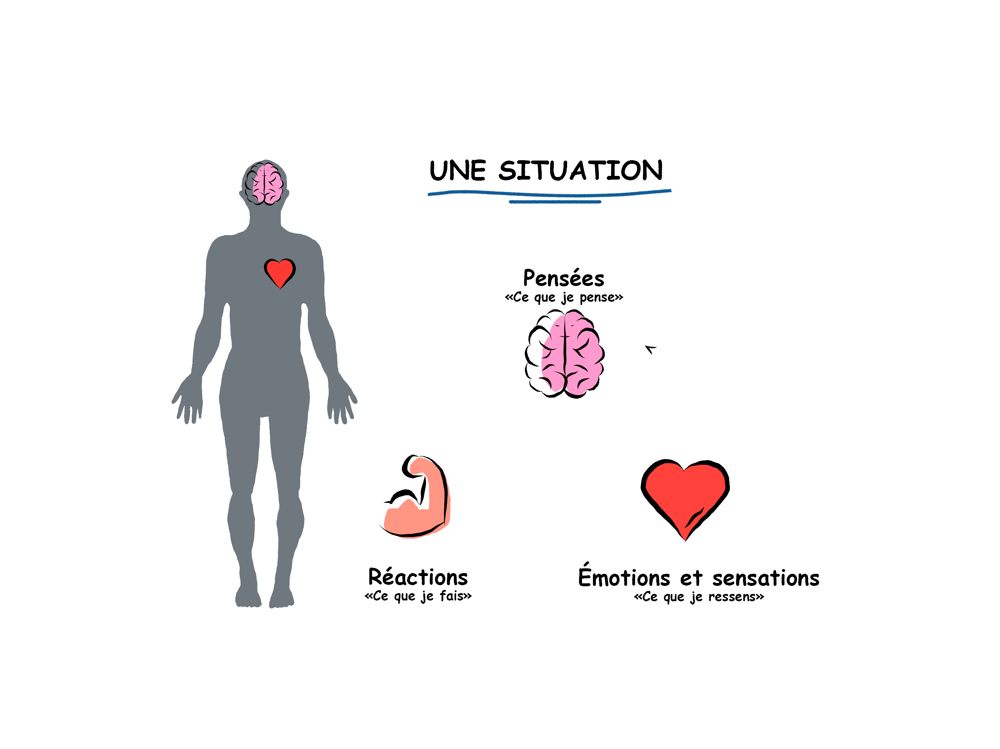 UNE SITUATION
Pensées
«Ce que je pense»
Réactions
«Ce que je fais»
Émotions et sensations
«Ce que je ressens»